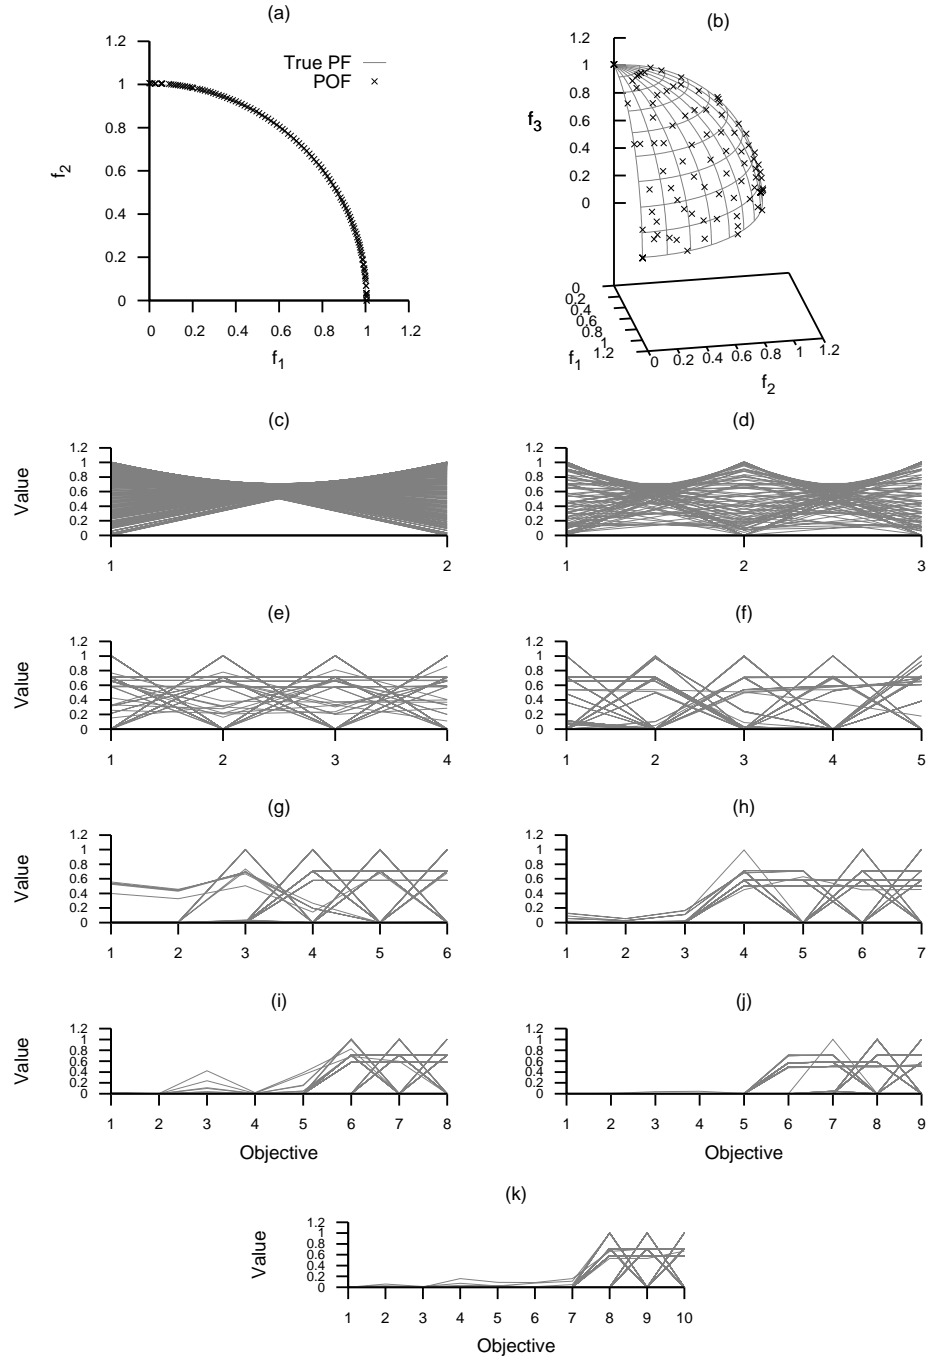 (a)
1.2
1
0.8
0.6
0.4
0.2
0
f2
True PF
POF
0 0.2 0.4 0.6 0.8 1 1.2
f1
(b)
1.2
1
0.8
0.6
0.4
0.2
0
f3
0
0.2
0.4
0.6
0.8
1
1.2
f1
0 0.2 0.4 0.6 0.8 1 1.2
f2
(c)
Value
1.2
1
0.8
0.6
0.4
0.2
0
1 2
(d)
1.2
1
0.8
0.6
0.4
0.2
0
1 2 3
(e)
Value
1.2
1
0.8
0.6
0.4
0.2
0
1 2 3 4
(f)
1.2
1
0.8
0.6
0.4
0.2
0
1 2 3 4 5
(g)
Value
1.2
1
0.8
0.6
0.4
0.2
0
1 2 3 4 5 6
(h)
1.2
1
0.8
0.6
0.4
0.2
0
1 2 3 4 5 6 7
(i)
Value
1.2
1
0.8
0.6
0.4
0.2
0
1 2 3 4 5 6 7 8
Objective
(j)
1.2
1
0.8
0.6
0.4
0.2
0
1 2 3 4 5 6 7 8 9
Objective
(k)
Value
1.2
1
0.8
0.6
0.4
0.2
0
1 2 3 4 5 6 7 8 9 10
Objective